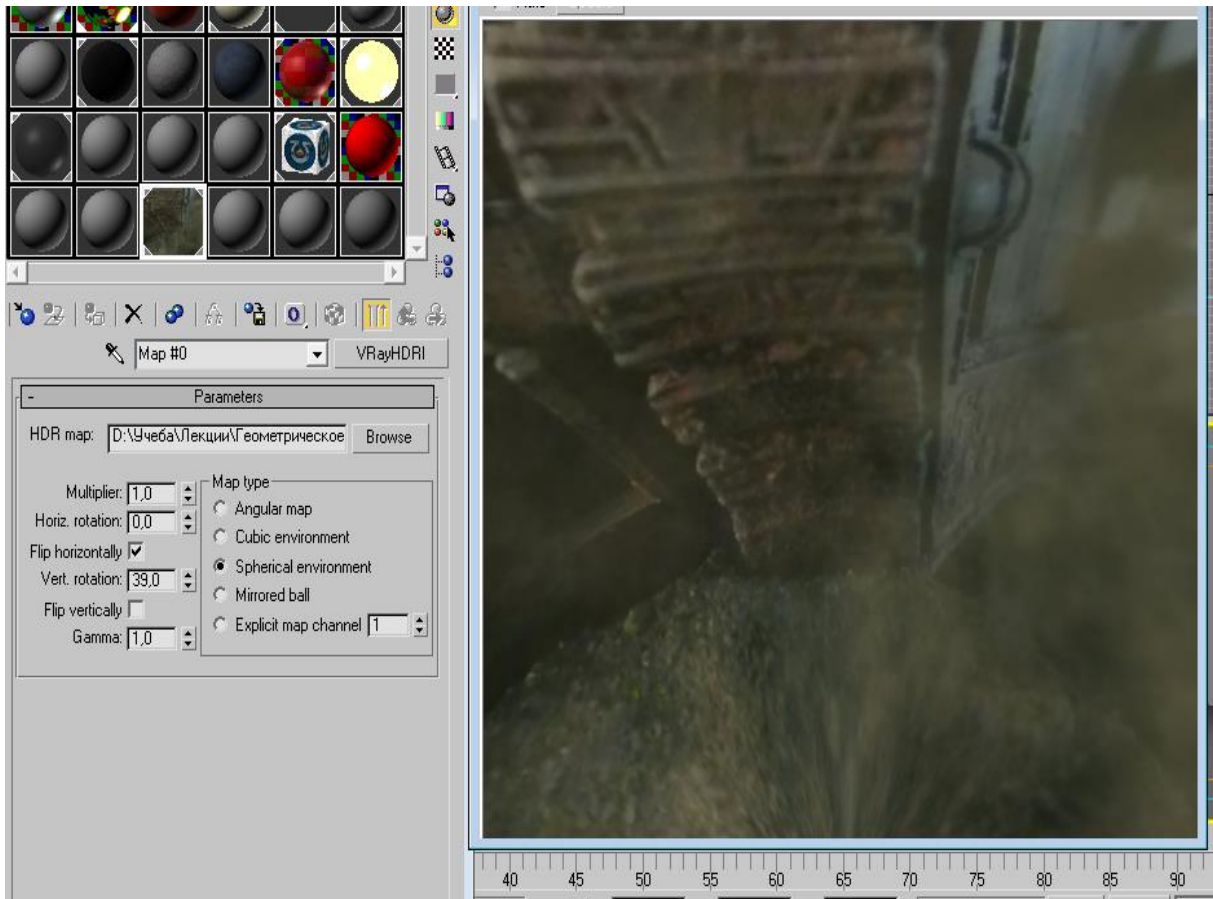 Map #0
VRayHDRI
- Parameters
HDR map: D:\Учеба\Лекции\Геометрическое Browse
Multiplier: 1,0
Horiz. rotation: 0,0
Flip horizontally
Vert. rotation: 39,0
Flip vertically
Gamma: 1,0
Map type
Angular map
Cubic environment
Spherical environment
Mirrored ball
Explicit map channel 1
40 45 50 55 60 65 70 75 80 85 90